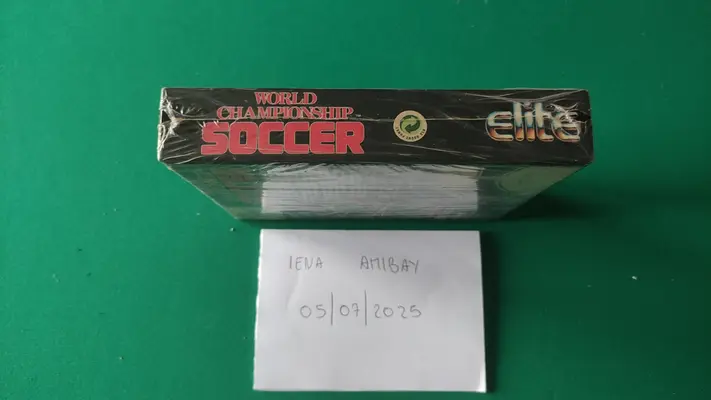 WORLD
CHAMPIONSHIP
SOCCER
elite
IENA AMIBAY
05/07/2025